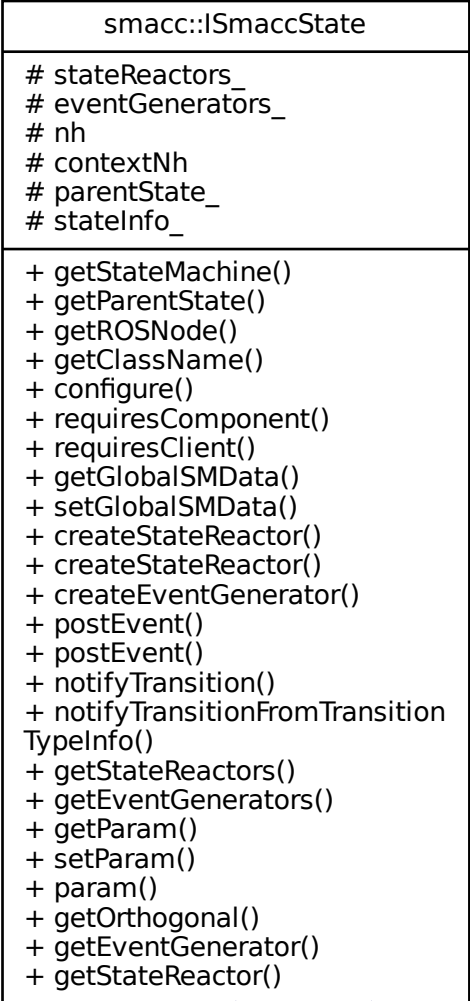 smacc::ISmaccState
# stateReactors_
# eventGenerators_
# nh
# contextNh
# parentState_
# stateInfo_
+ getStateMachine()
+ getParentState()
+ getROSNode()
+ getClassName()
+ configure()
+ requiresComponent()
+ requiresClient()
+ getGlobalSMData()
+ setGlobalSMData()
+ createStateReactor()
+ createStateReactor()
+ createEventGenerator()
+ postEvent()
+ postEvent()
+ notifyTransition()
+ notifyTransitionFromTransition
TypeInfo()
+ getStateReactors()
+ getEventGenerators()
+ getParam()
+ setParam()
+ param()
+ getOrthogonal()
+ getEventGenerator()
+ getStateReactor()